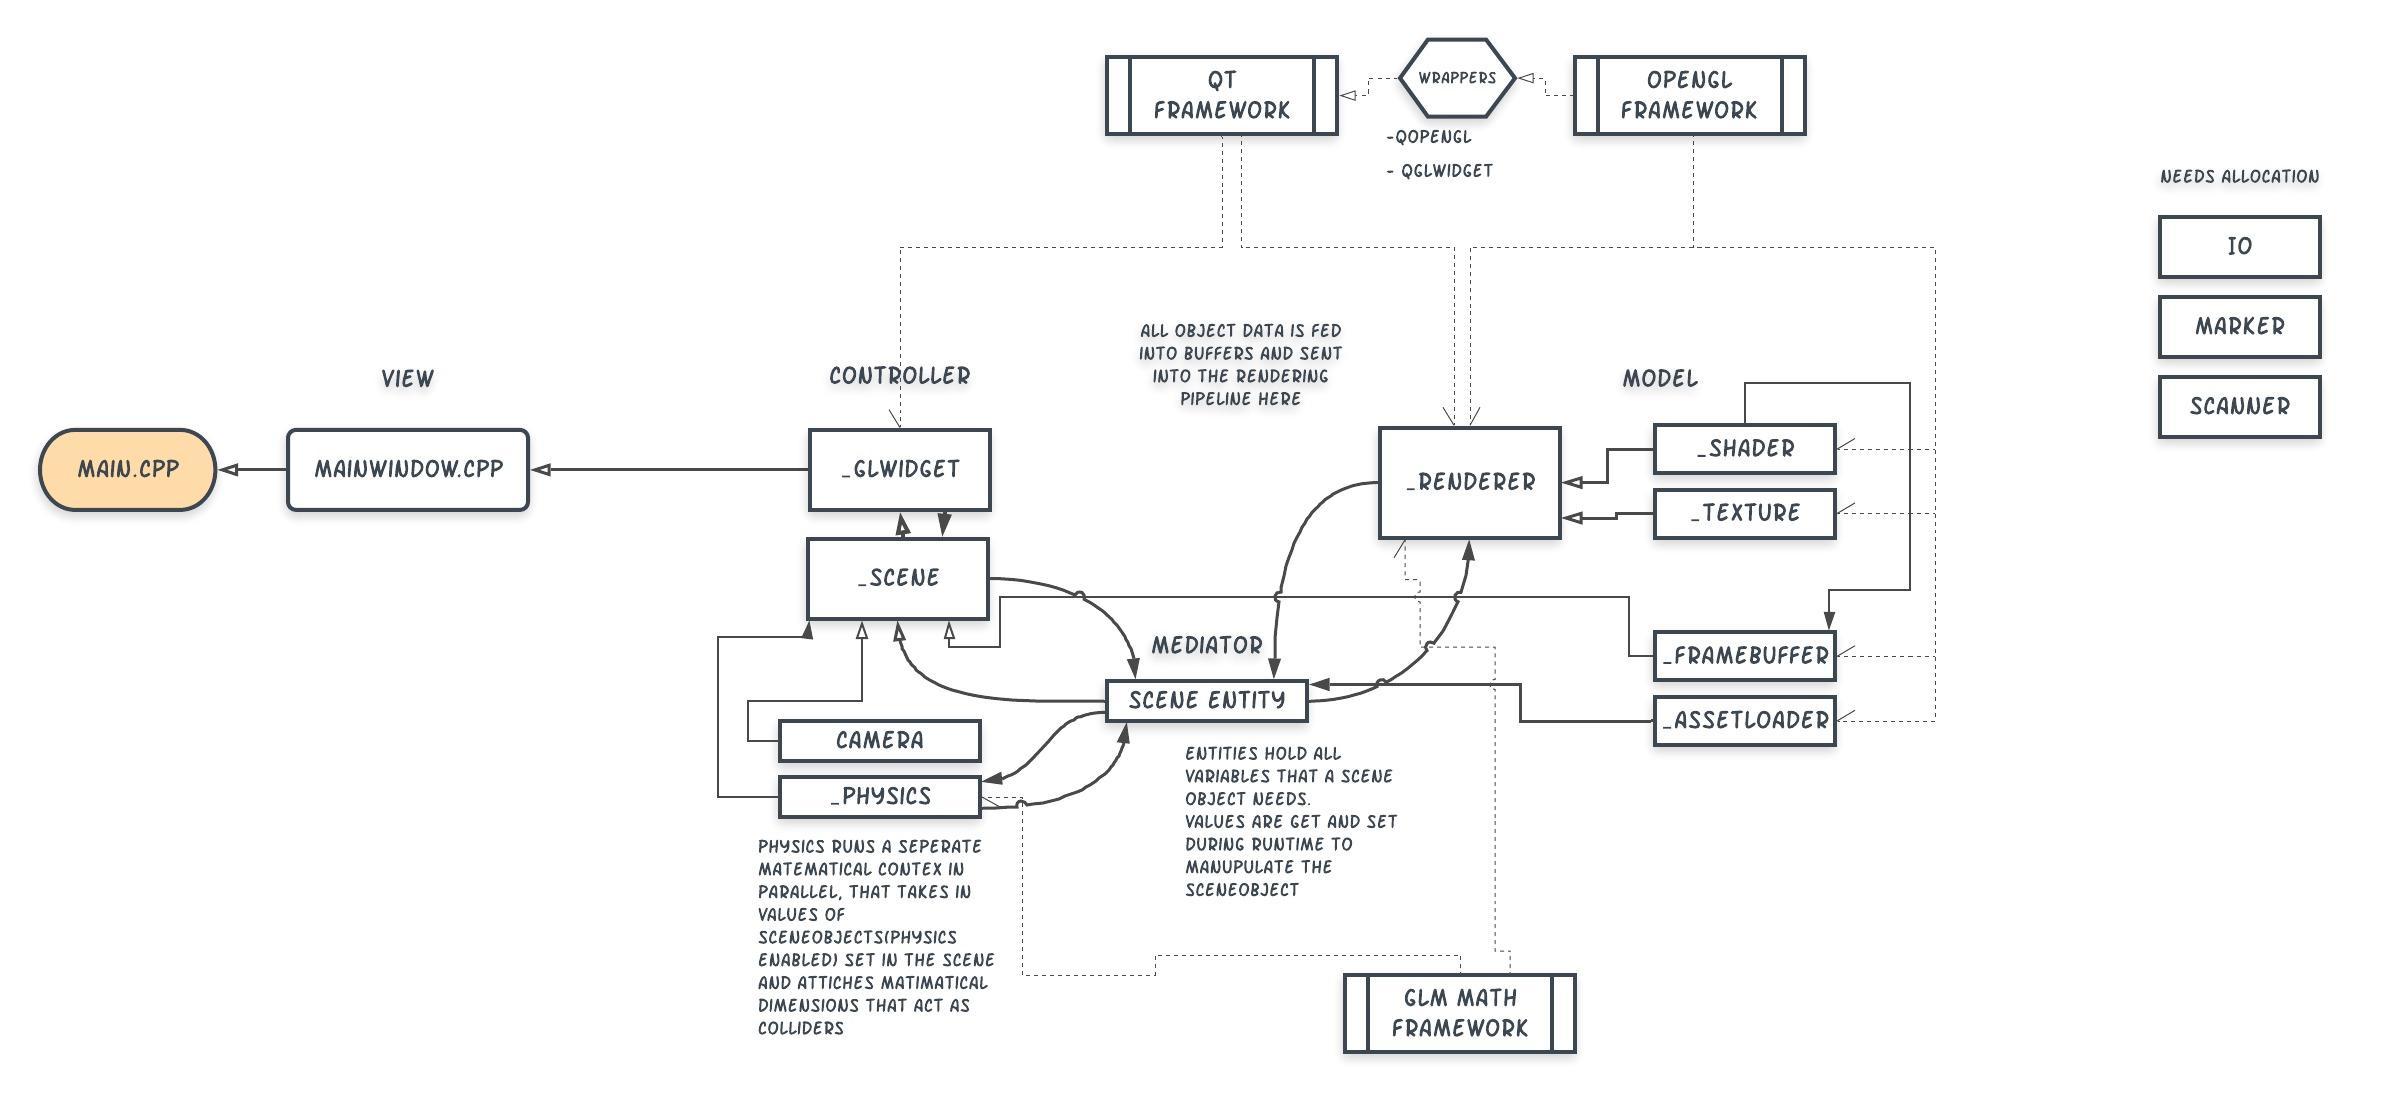 QT
FRAMEWORK
WRAPPERS
OPENGL
FRAMEWORK
-QOPENGL
- QGLWIDGET
NEEDS ALLOCATION
IO
MARKER
SCANNER
ALL OBJECT DATA IS FED
INTO BUFFERS AND SENT
INTO THE RENDERING
PIPELINE HERE
VIEW
CONTROLLER
MODEL
MAIN.CPP
MAINWINDOW.CPP
_GLWIDGET
_RENDERER
_SHADER
_TEXTURE
_SCENE
MEDIATOR
_FRAMEBUFFER
SCENE ENTITY
_ASSETLOADER
CAMERA
_PHYSICS
ENTITIES HOLD ALL
VARIABLES THAT A SCENE
OBJECT NEEDS.
VALUES ARE GET AND SET
DURING RUNTIME TO
MANUPULATE THE
SCENEOBJECT
PHYSICS RUNS A SEPERATE
MATEMATICAL CONTEX IN
PARALLEL, THAT TAKES IN
VALUES OF
SCENEOBJECTS(PHYSICS
ENABLED) SET IN THE SCENE
AND ATTICHES MATIMATICAL
DIMENSIONS THAT ACT AS
COLLIDERS
GLM MATH
FRAMEWORK